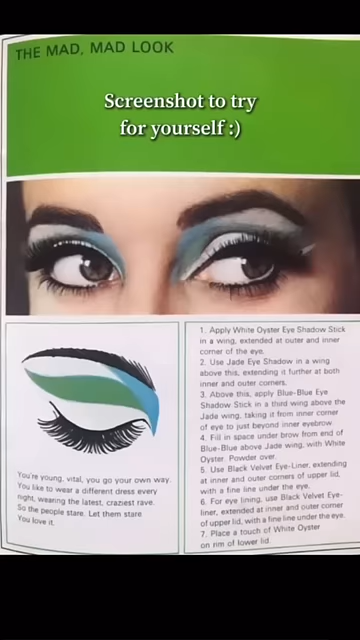 THE MAD, MAD LOOK
Screenshot to try
for yourself :)
You're young, vital, you go your own way.
You like to wear a different dress every
night, wearing the latest, craziest rave.
So the people stare. Let them stare
You love it.
1. Apply White Oyster Eye Shadow Stick
in a wing, extended at outer and inner
corner of the eye.
2. Use Jade Eye Shadow in a wing
above this, extending it further at both
inner and outer corners.
3. Above this, apply Blue-Blue Eye
Shadow Stick in a third wing above the
Jade wing, taking it from inner corner
of eye to just beyond inner eyebrow.
4. Fill in space under brow from end of
Blue-Blue above Jade wing, with White
Oyster. Powder over.
5. Use Black Velvet Eye-Liner, extending
at inner and outer corners of upper lid,
with a fine line under the eye.
6. For eye lining, use Black Velvet Eye-
liner, extended at inner and outer corner
of upper lid, with a fine line under the eye.
7. Place a touch of White Oyster
on rim of lower lid.